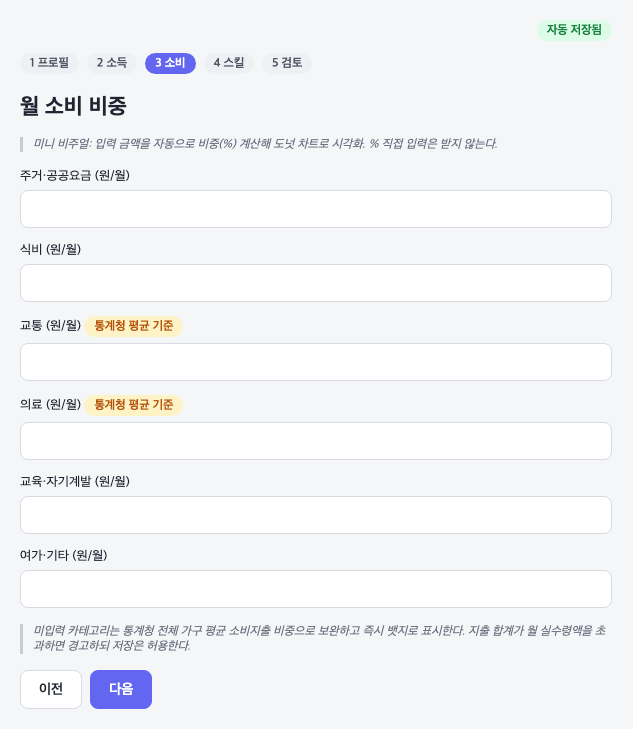 자동 저장됨
1 프로필 2 소득 3 소비 4 스킬 5 검토
월 소비 비중
미니 비주얼: 입력 금액을 자동으로 비중(%) 계산해 도넛 차트로 시각화. % 직접 입력은 받지 않는다.
주거·공공요금 (원/월)
식비 (원/월)
교통 (원/월) 통계청 평균 기준
의료 (원/월) 통계청 평균 기준
교육·자기계발 (원/월)
여가·기타 (원/월)
미입력 카테고리는 통계청 전체 가구 평균 소비지출 비중으로 보완하고 즉시 뱃지로 표시한다. 지출 합계가 월 실수령액을 초
과하면 경고하되 저장은 허용한다.
이전 다음